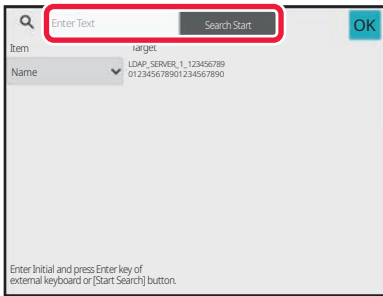 Enter Text
Search Start
OK
Item
Target
Name
LDAP_SERVER_1_123456789
012345678901234567890
Enter Initial and press Enter key of
external keyboard or [Start Search] button.